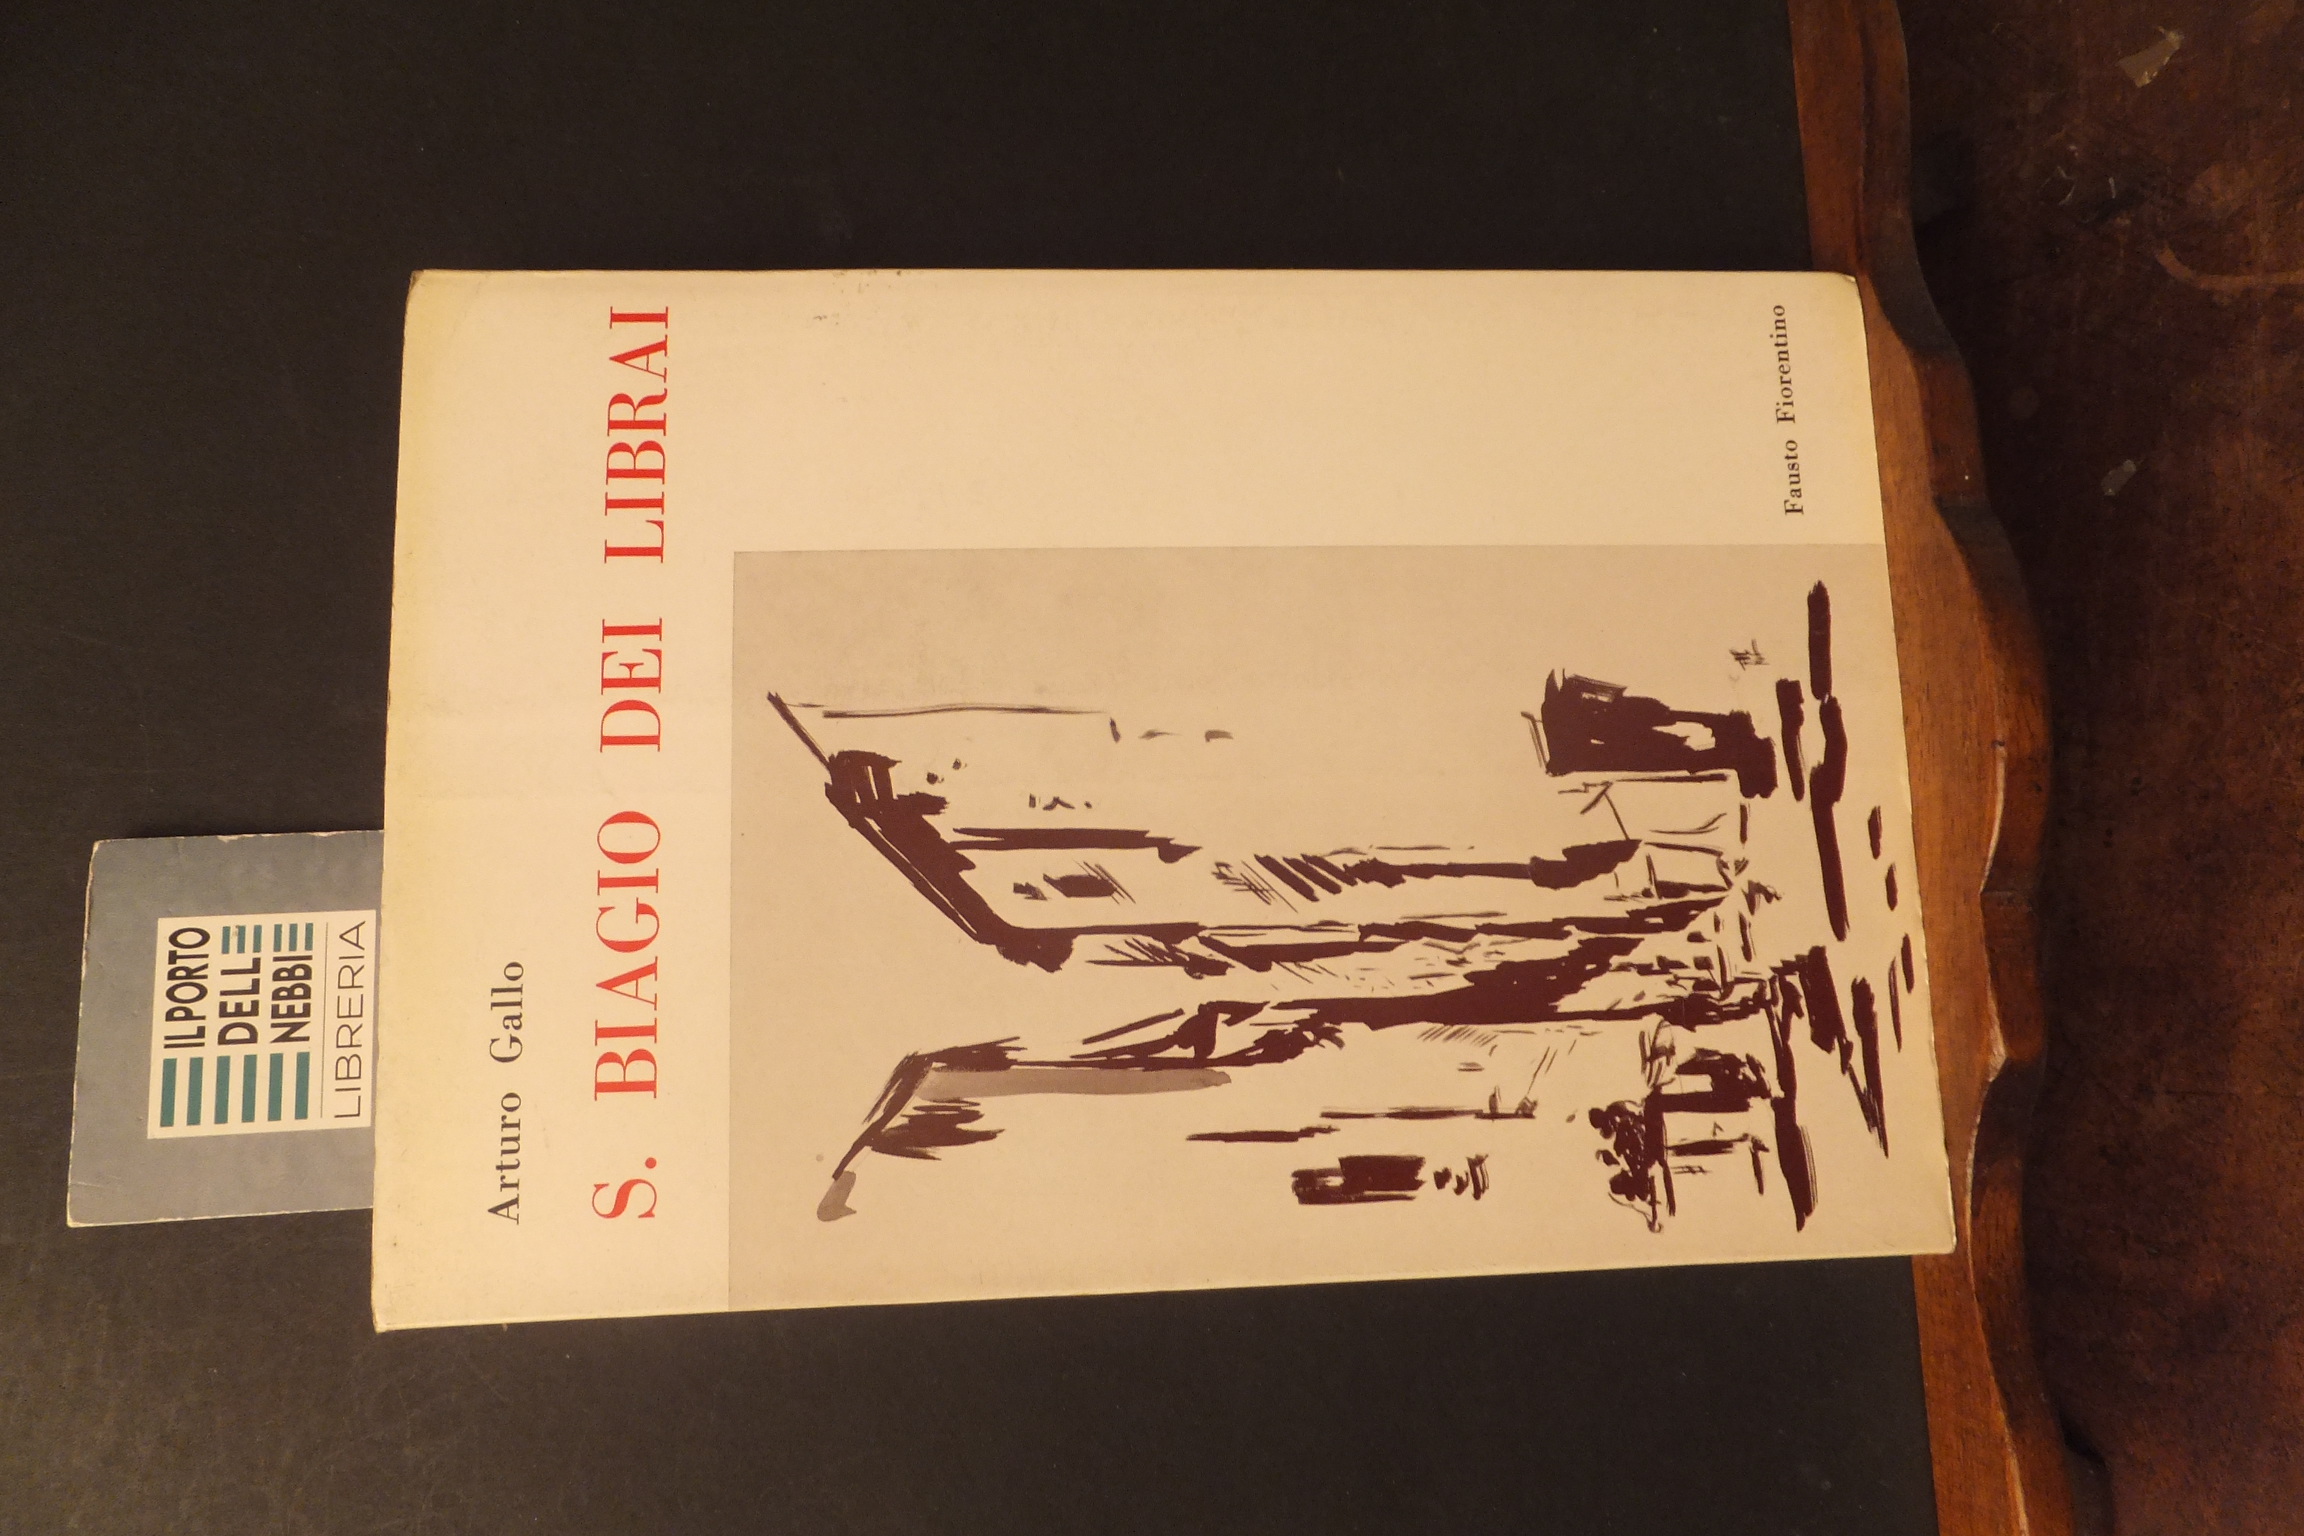 IL PORTO
DELLE
NEBBIE
LIBRERIA
Arturo Gallo
S. BIAGIO DEI LIBRAI
Fausto Fiorentino